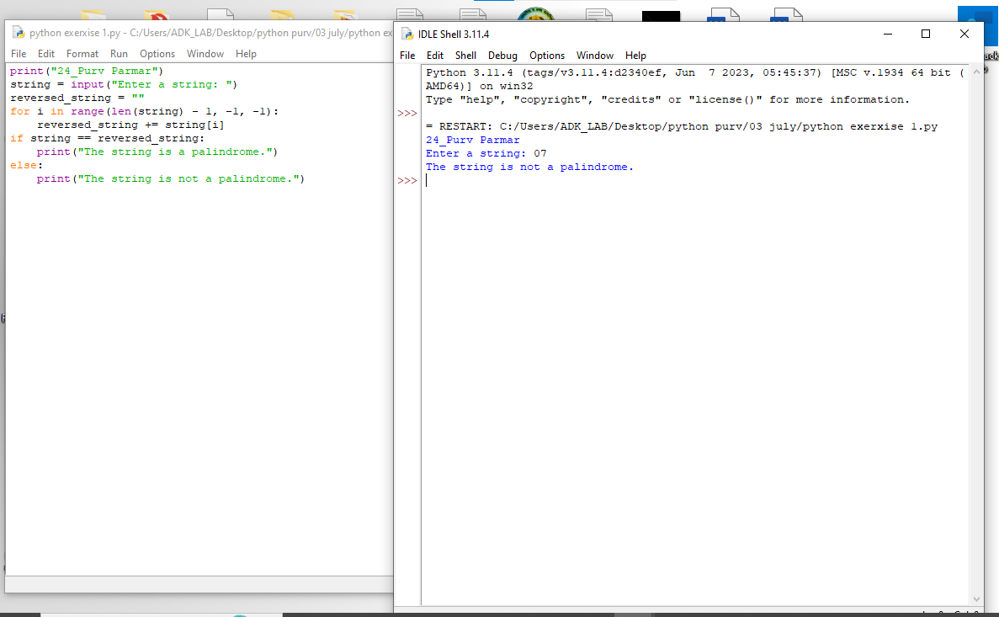 python exerxise 1.py - C:/Users/ADK_LAB/Desktop/python purv/03 july/python ex
File Edit Format Run Options Window Help
print("24_Purv Parmar")
string = input("Enter a string: ")
reversed_string = ""
for i in range(len(string) - 1, -1, -1):
    reversed_string += string[i]
if string == reversed_string:
    print("The string is a palindrome.")
else:
    print("The string is not a palindrome.")
IDLE Shell 3.11.4
File Edit Shell Debug Options Window Help
Python 3.11.4 (tags/v3.11.4:d2340ef, Jun  7 2023, 05:45:37) [MSC v.1934 64 bit (
AMD64)] on win32
Type "help", "copyright", "credits" or "license()" for more information.
>>>
= RESTART: C:/Users/ADK_LAB/Desktop/python purv/03 july/python exerxise 1.py
24_Purv Parmar
Enter a string: 07
The string is not a palindrome.
>>>